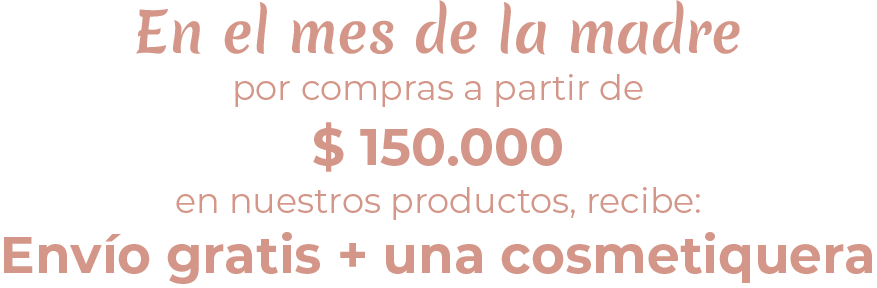 En el mes de la madre
por compras a partir de
$ 150.000
en nuestros productos, recibe:
Envío gratis + una cosmetiquera